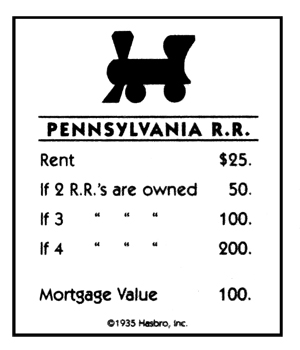 PENNSYLVANIA R.R.
Rent $25.
If 2 R.R.'s are owned 50.
If 3 “ “ “ 100.
If 4 “ “ “ 200.
Mortgage Value 100.
©1935 Hasbro, Inc.